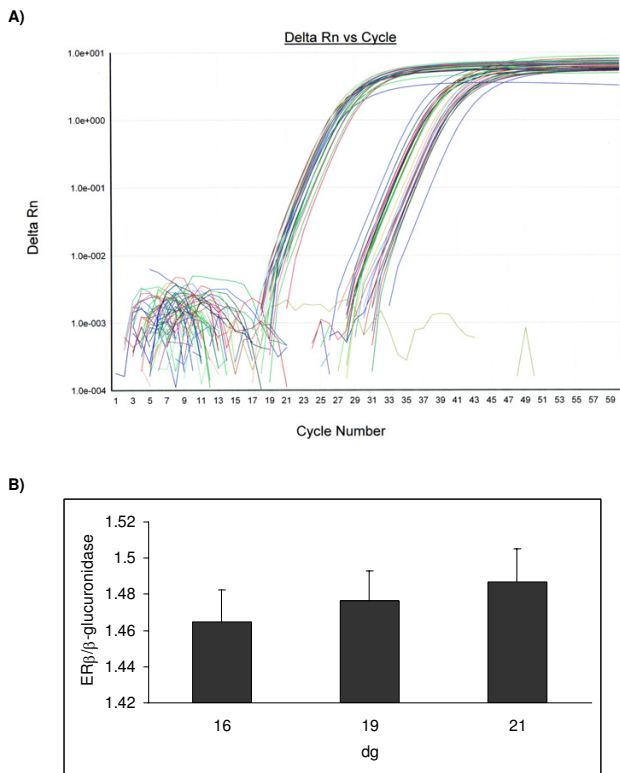 A)
Delta Rn vs Cycle
1.0e+001
1.0e+000
1.0e-001
1.0e-002
1.0e-003
1.0e-004
Delta Rn
1 3 5 7 9 11 13 15 17 19 21 23 25 27 29 31 33 35 37 39 41 43 45 47 49 51 53 55 57 59
Cycle Number
B)
1.52
1.5
1.48
1.46
1.44
1.42
ERβ/β-glucuronidase
16 19 21
dg